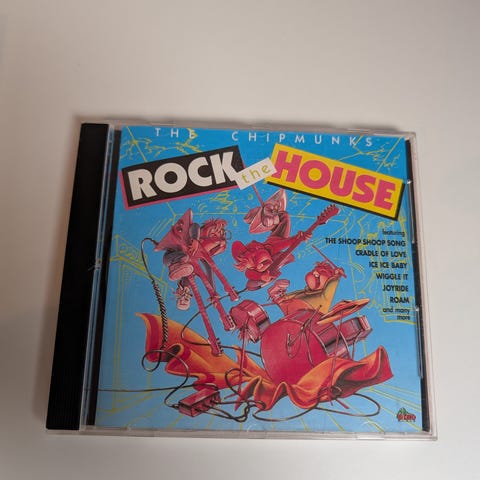 THE CHIPMUNKS
ROCK the HOUSE
featuring
THE SHOOP SHOOP SONG
CRADLE OF LOVE
ICE ICE BABY
WIGGLE IT
JOYRIDE
ROAM
and many
more